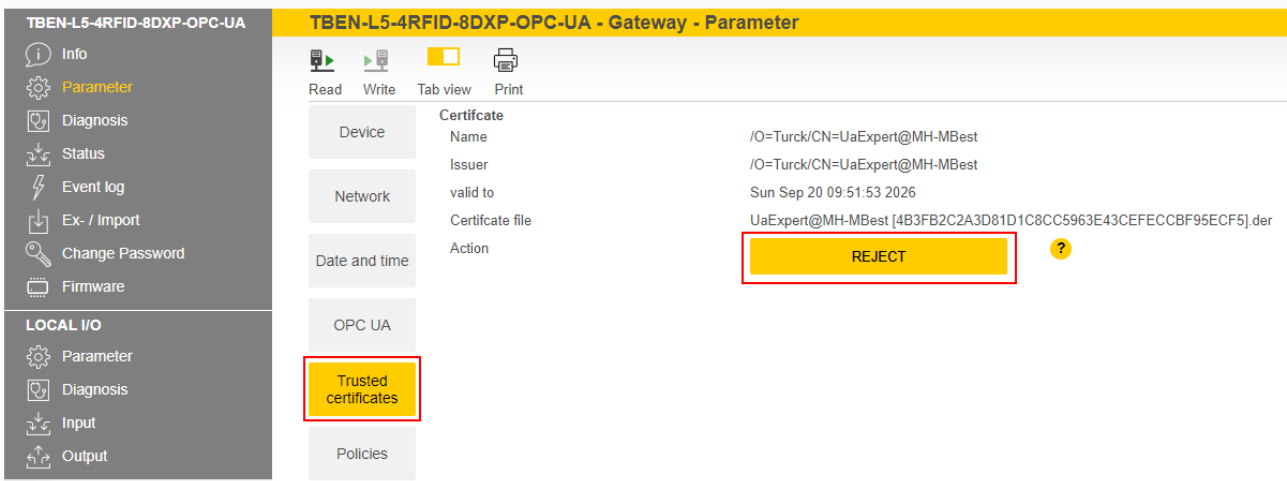 TBEN-L5-4RFID-8DXP-OPC-UA
Info
Parameter
Diagnosis
Status
Event log
Ex- / Import
Change Password
Firmware
LOCAL I/O
Parameter
Diagnosis
Input
Output
TBEN-L5-4RFID-8DXP-OPC-UA - Gateway - Parameter
Read Write Tab view Print
Device
Network
Date and time
OPC UA
Trusted
certificates
Policies
Certifcate
Name /O=Turck/CN=UaExpert@MH-MBest
Issuer /O=Turck/CN=UaExpert@MH-MBest
valid to Sun Sep 20 09:51:53 2026
Certifcate file UaExpert@MH-MBest [4B3FB2C2A3D81D1C8CC5963E43CEFECCBF95ECF5].der
Action REJECT ?